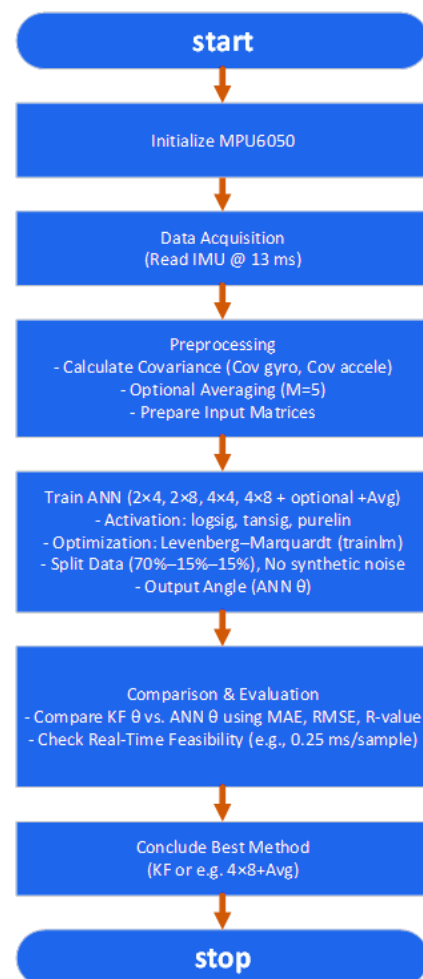 start
Initialize MPU6050
Data Acquisition
(Read IMU @ 13 ms)
Preprocessing
- Calculate Covariance (Cov gyro, Cov accele)
- Optional Averaging (M=5)
- Prepare Input Matrices
Train ANN (2×4, 2×8, 4×4, 4×8 + optional +Avg)
- Activation: logsig, tansig, purelin
- Optimization: Levenberg–Marquardt (trainlm)
- Split Data (70%–15%–15%), No synthetic noise
- Output Angle (ANN θ)
Comparison & Evaluation
- Compare KF θ vs. ANN θ using MAE, RMSE, R-value
- Check Real-Time Feasibility (e.g., 0.25 ms/sample)
Conclude Best Method
(KF or e.g. 4×8+Avg)
stop